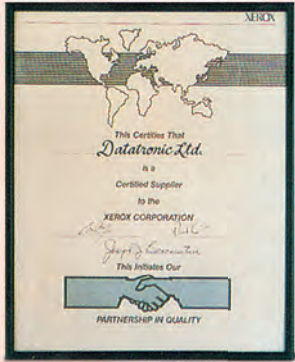 XEROX
This Certifies That
Datatronic Ltd.
is a
Certified Supplier
to the
XEROX CORPORATION
This Initiates Our
PARTNERSHIP IN QUALITY